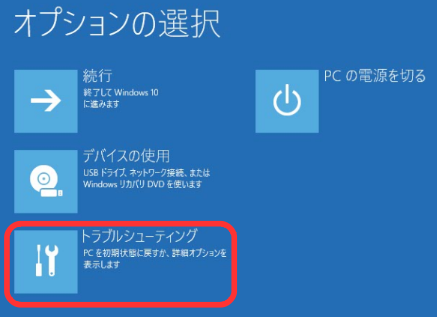 オプションの選択
続行
終了して Windows 10
に進みます
PC の電源を切る
デバイスの使用
USB ドライブ、ネットワーク接続、または
Windows リカバリ DVD を使います
トラブルシューティング
PC を初期状態に戻すか、詳細オプションを
表示します